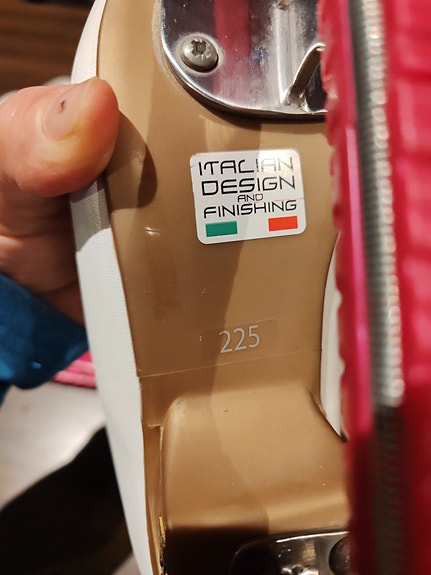 ITALIAN
DESIGN
AND
FINISHING
225